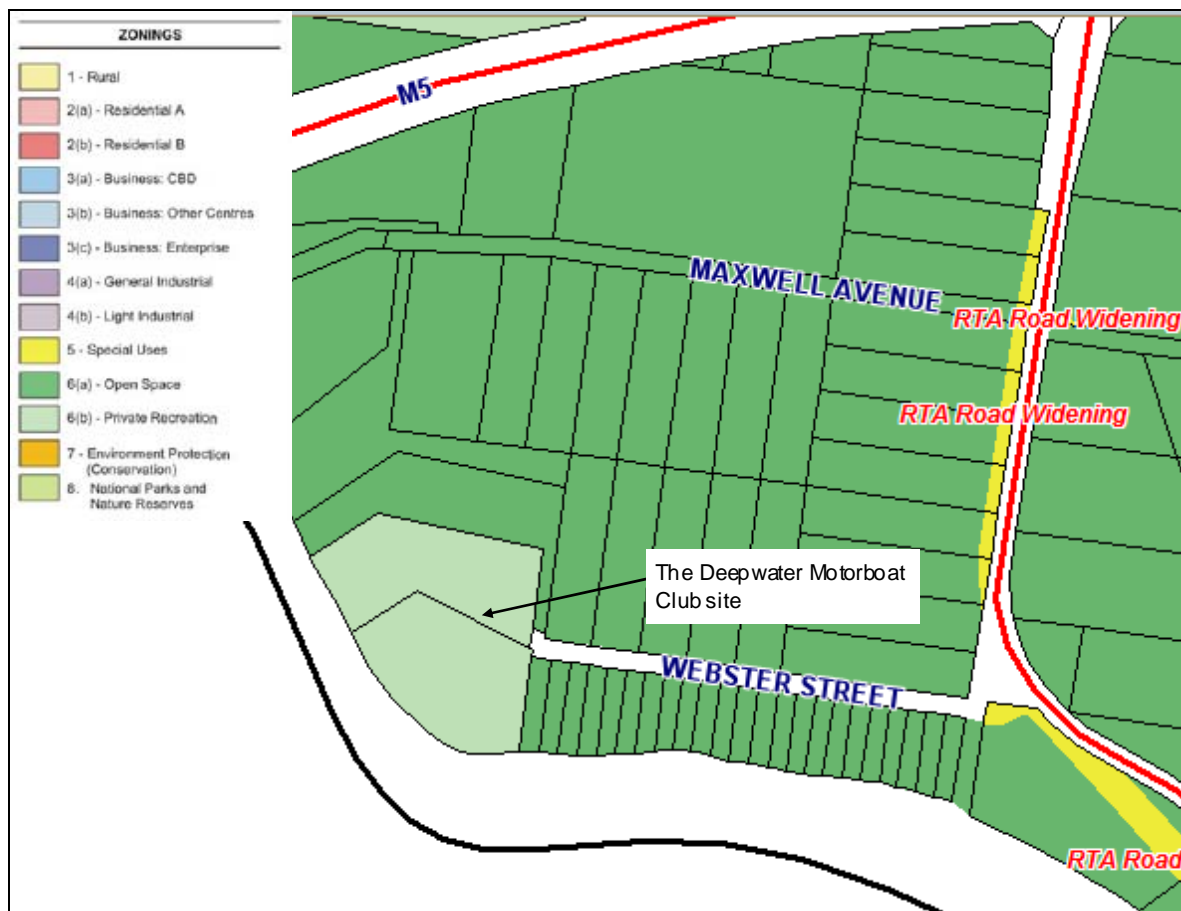 ZONINGS
1 - Rural
2(a) - Residential A
2(b) - Residential B
3(a) - Business: CBD
3(b) - Business: Other Centres
3(c) - Business: Enterprise
4(a) - General Industrial
4(b) - Light Industrial
5 - Special Uses
6(a) - Open Space
6(b) - Private Recreation
7 - Environment Protection
(Conservation)
8. National Parks and
Nature Reserves
M5
MAXWELL AVENUE
RTA Road Widening
RTA Road Widening
The Deepwater Motorboat
Club site
WEBSTER STREET
RTA Road